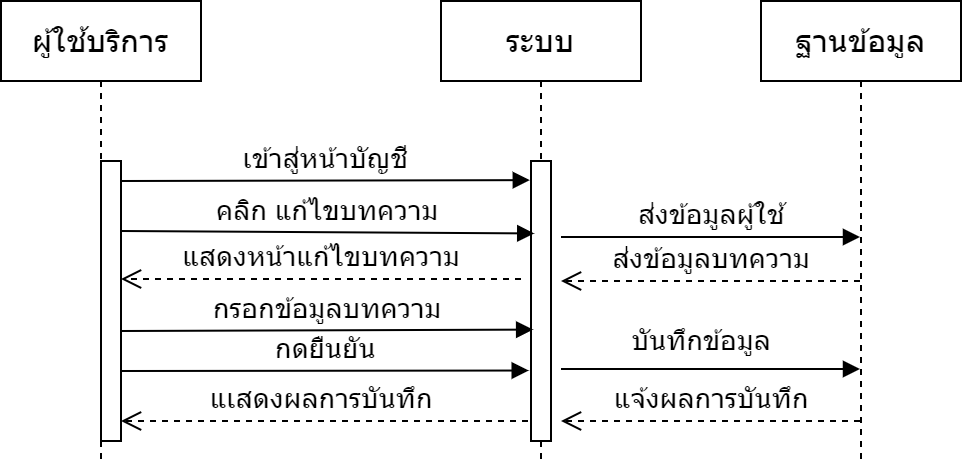 ผู้ใช้บริการ
ระบบ
ฐานข้อมูล
เข้าสู่หน้าบัญชี
คลิก แก้ไขบทความ
ส่งข้อมูลผู้ใช้
แสดงหน้าแก้ไขบทความ
ส่งข้อมูลบทความ
กรอกข้อมูลบทความ
บันทึกข้อมูล
กดยืนยัน
แสดงผลการบันทึก
แจ้งผลการบันทึก